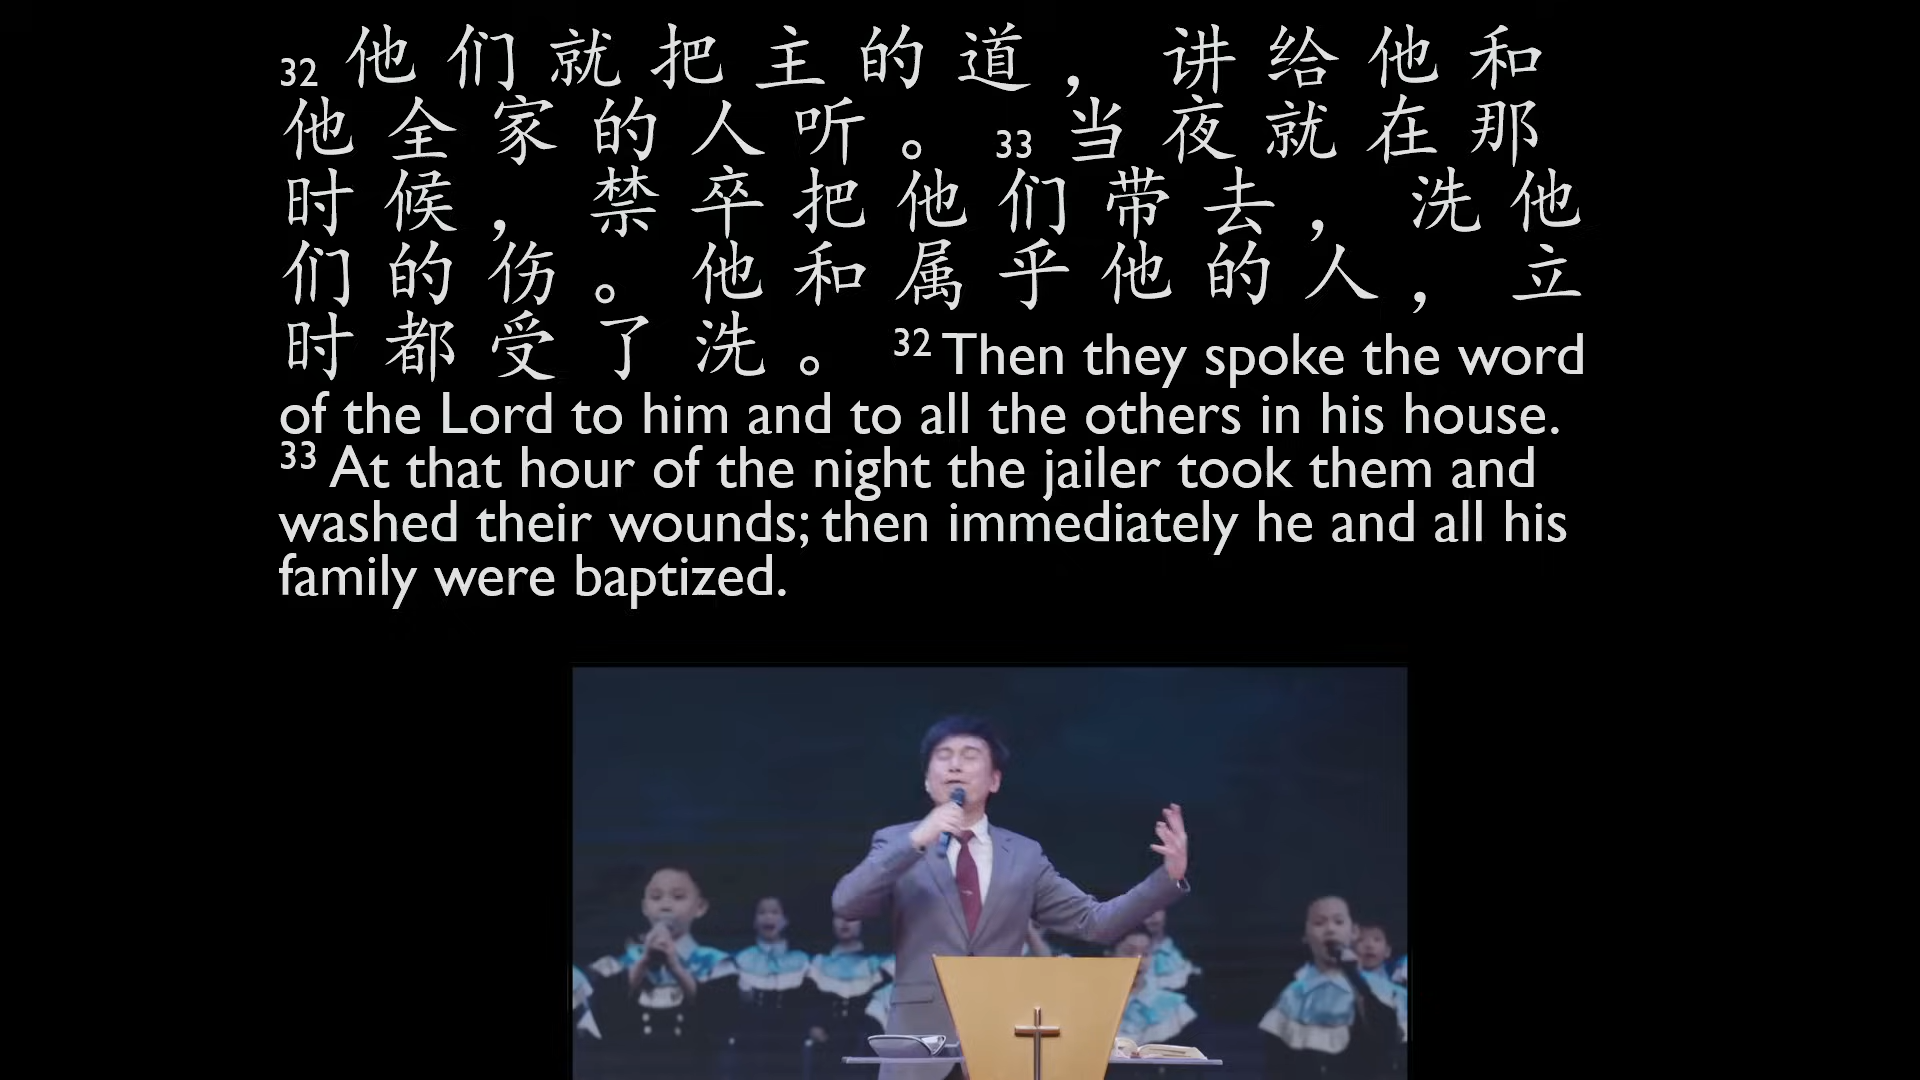 32 他们就把主的道，讲给他和
他全家的人听。33 当夜就在那
时候，禁卒把他们带去，洗他
们的伤。他和属乎他的人，立
时都受了洗。 32 Then they spoke the word
of the Lord to him and to all the others in his house.
33 At that hour of the night the jailer took them and
washed their wounds; then immediately he and all his
family were baptized.